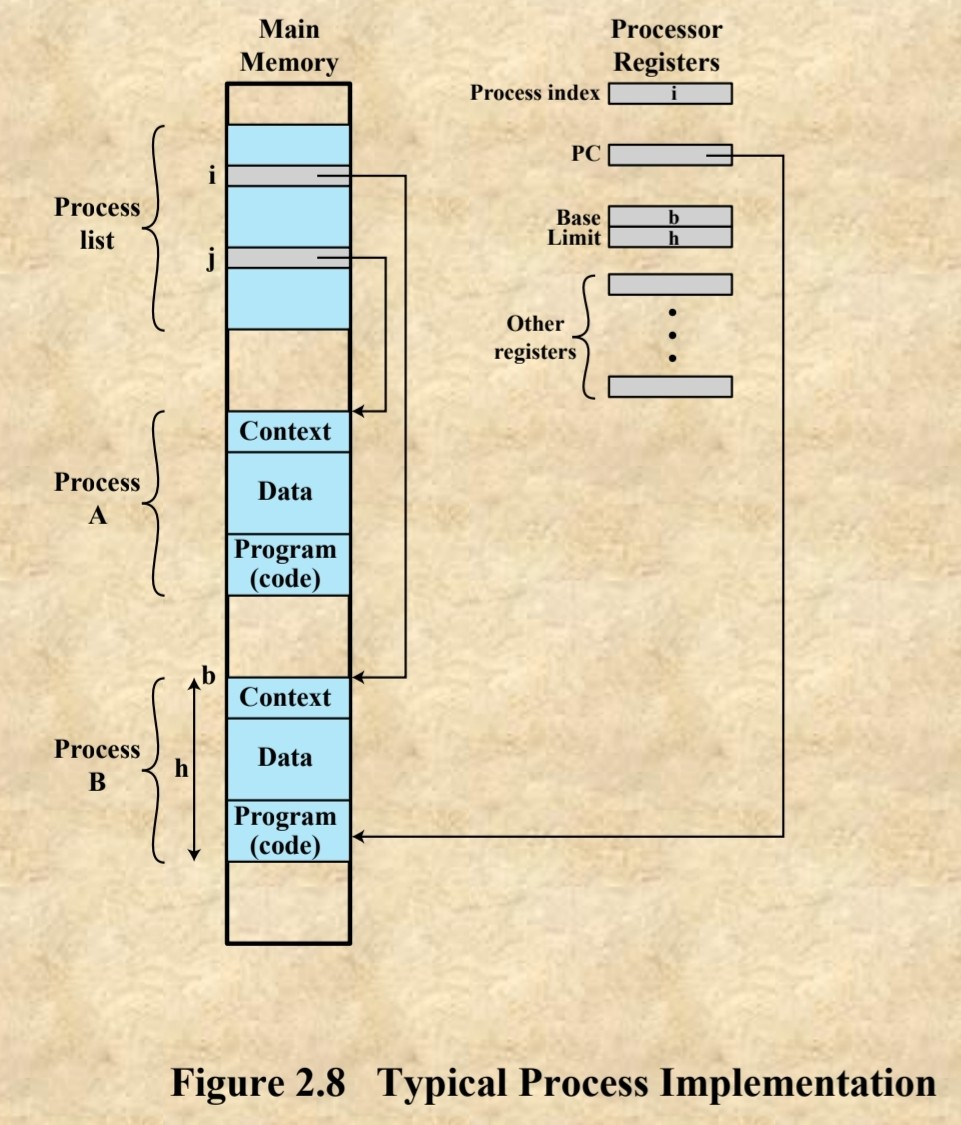 Main
Memory
Processor
Registers
Process index
i
PC
Base
b
Limit
h
Other
registers
Process
list
i
j
Process
A
Context
Data
Program
(code)
Process
B
b
h
Context
Data
Program
(code)
Figure 2.8 Typical Process Implementation